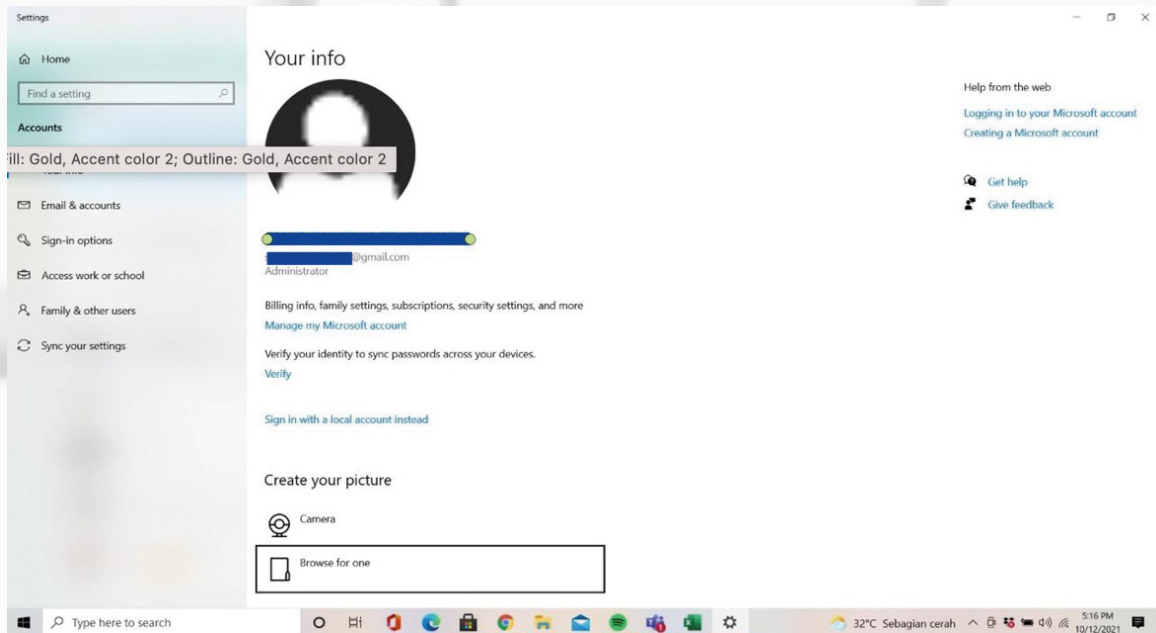 Settings
Home
Find a setting
Accounts
Fill: Gold, Accent color 2; Outline: Gold, Accent color 2
Your info
Email & accounts
Sign-in options
Access work or school
Family & other users
Sync your settings
Your info
@gmail.com
Administrator
Billing info, family settings, subscriptions, security settings, and more
Manage my Microsoft account
Verify your identity to sync passwords across your devices.
Verify
Sign in with a local account instead
Create your picture
Camera
Browse for one
Help from the web
Logging in to your Microsoft account
Creating a Microsoft account
Get help
Give feedback
Type here to search
32°C Sebagian cerah
5:16 PM
10/12/2021